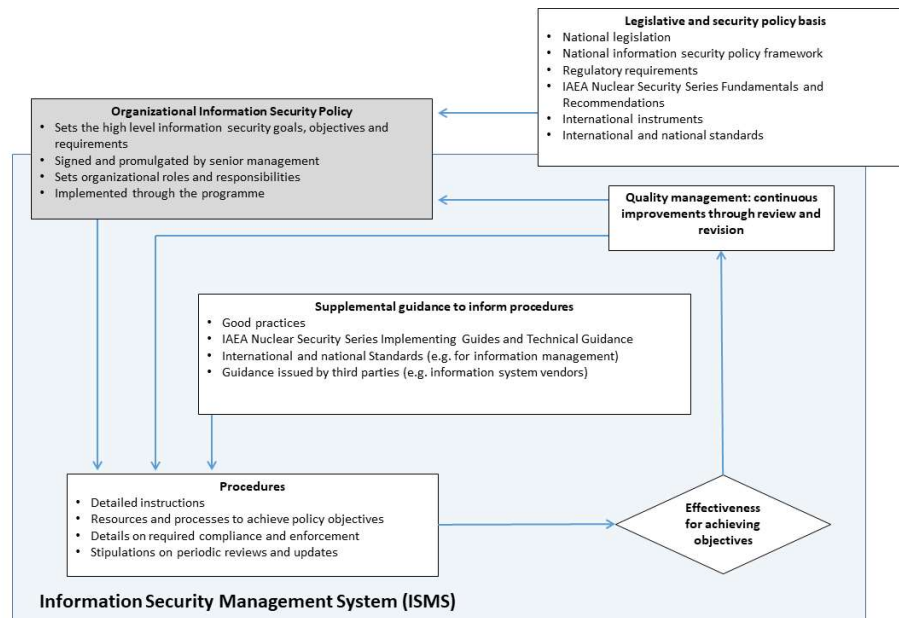 Legislative and security policy basis
• National legislation
• National information security policy framework
• Regulatory requirements
• IAEA Nuclear Security Series Fundamentals and
Recommendations
• International instruments
• International and national standards
Organizational Information Security Policy
• Sets the high level information security goals, objectives and
requirements
• Signed and promulgated by senior management
• Sets organizational roles and responsibilities
• Implemented through the programme
Quality management: continuous
improvements through review and
revision
Supplemental guidance to inform procedures
• Good practices
• IAEA Nuclear Security Series Implementing Guides and Technical Guidance
• International and national Standards (e.g. for information management)
• Guidance issued by third parties (e.g. information system vendors)
Procedures
• Detailed instructions
• Resources and processes to achieve policy objectives
• Details on required compliance and enforcement
• Stipulations on periodic reviews and updates
Effectiveness
for achieving
objectives
Information Security Management System (ISMS)